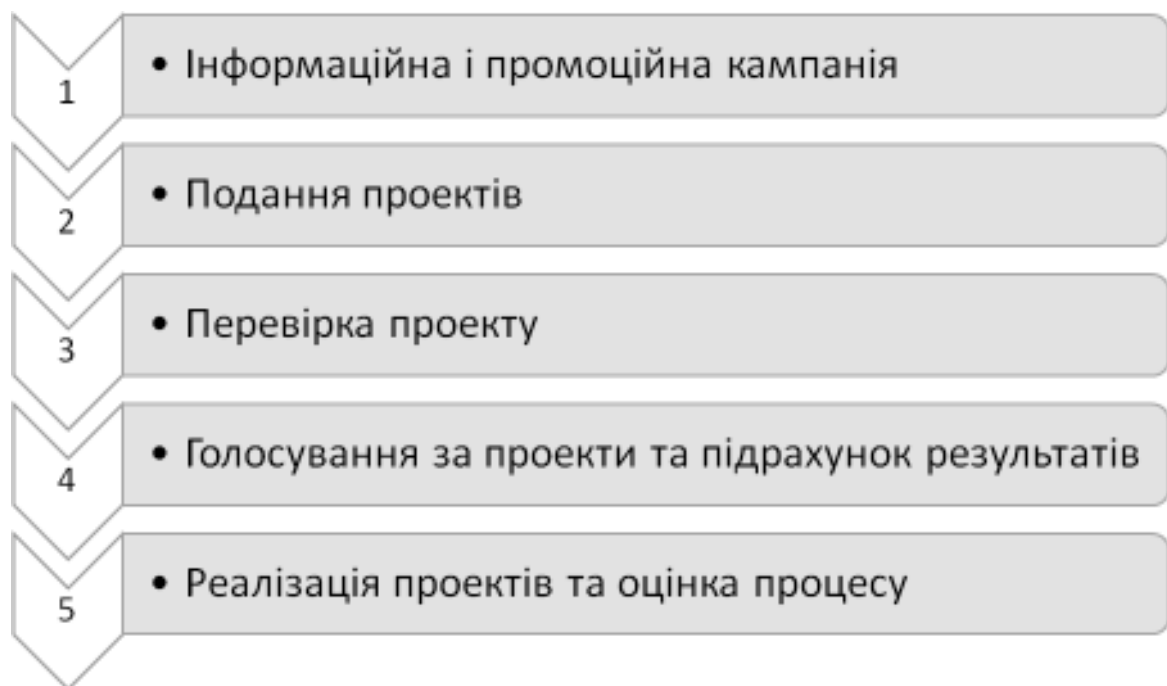 1
• Інформаційна і промоційна кампанія
2
• Подання проектів
3
• Перевірка проекту
4
• Голосування за проекти та підрахунок результатів
5
• Реалізація проектів та оцінка процесу